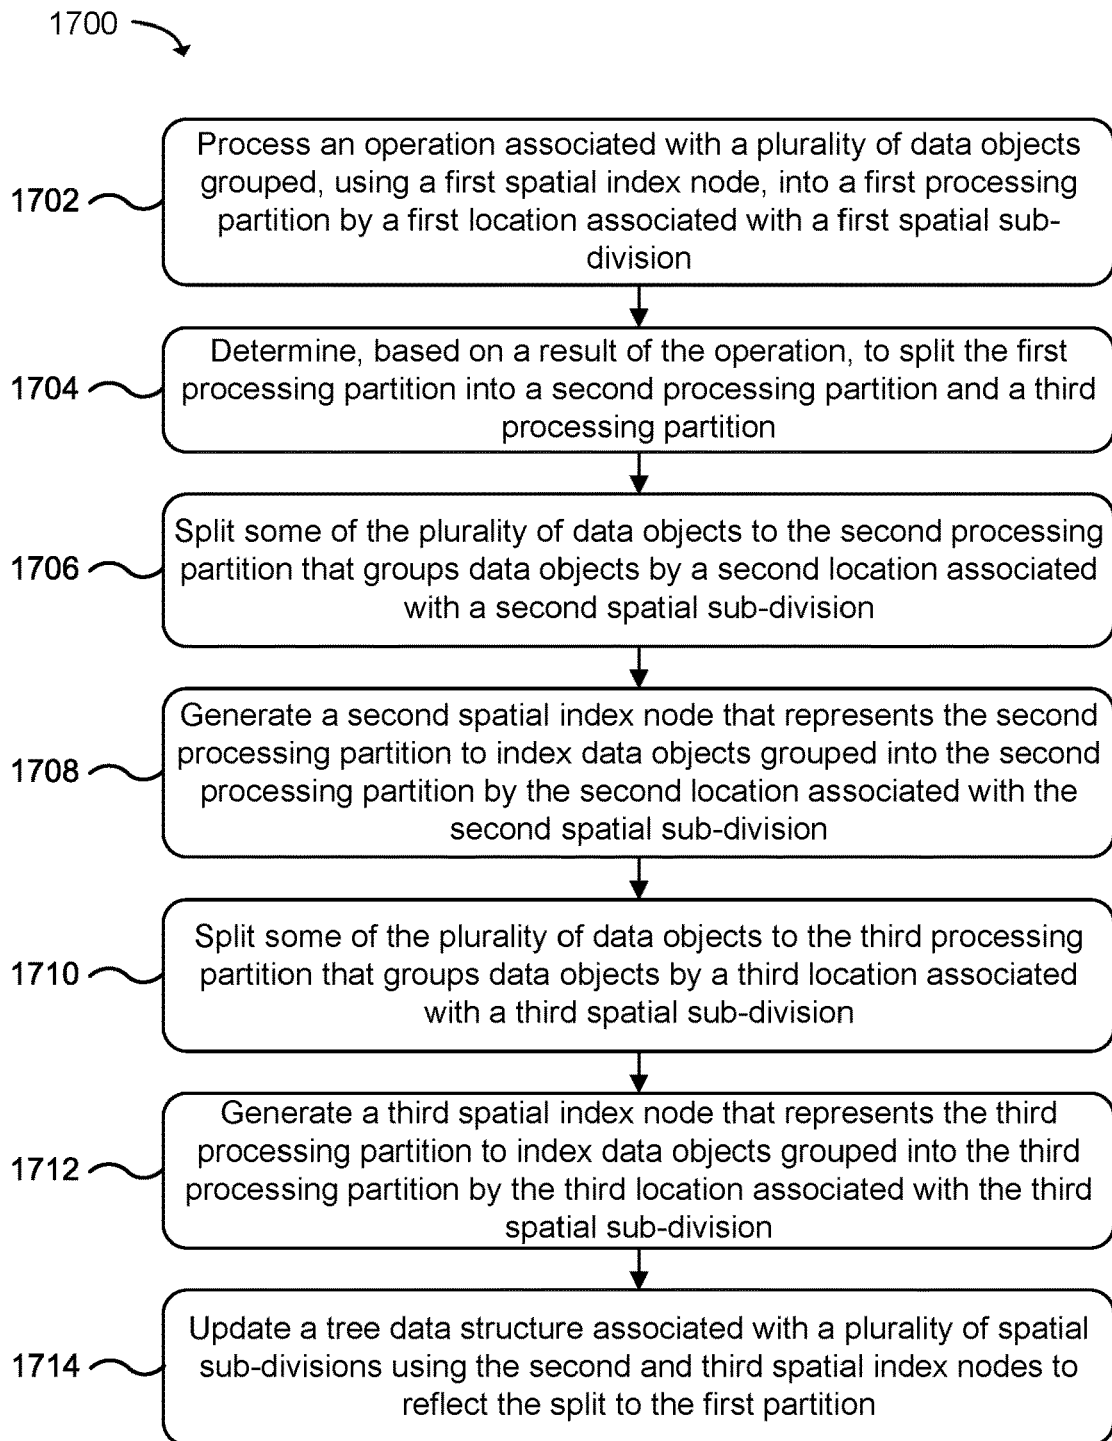 1700
Process an operation associated with a plurality of data objects
grouped, using a first spatial index node, into a first processing
partition by a first location associated with a first spatial sub-
division
1702
Determine, based on a result of the operation, to split the first
processing partition into a second processing partition and a third
processing partition
1704
Split some of the plurality of data objects to the second processing
partition that groups data objects by a second location associated
with a second spatial sub-division
1706
Generate a second spatial index node that represents the second
processing partition to index data objects grouped into the second
processing partition by the second location associated with the
second spatial sub-division
1708
Split some of the plurality of data objects to the third processing
partition that groups data objects by a third location associated
with a third spatial sub-division
1710
Generate a third spatial index node that represents the third
processing partition to index data objects grouped into the third
processing partition by the third location associated with the third
spatial sub-division
1712
Update a tree data structure associated with a plurality of spatial
sub-divisions using the second and third spatial index nodes to
reflect the split to the first partition
1714